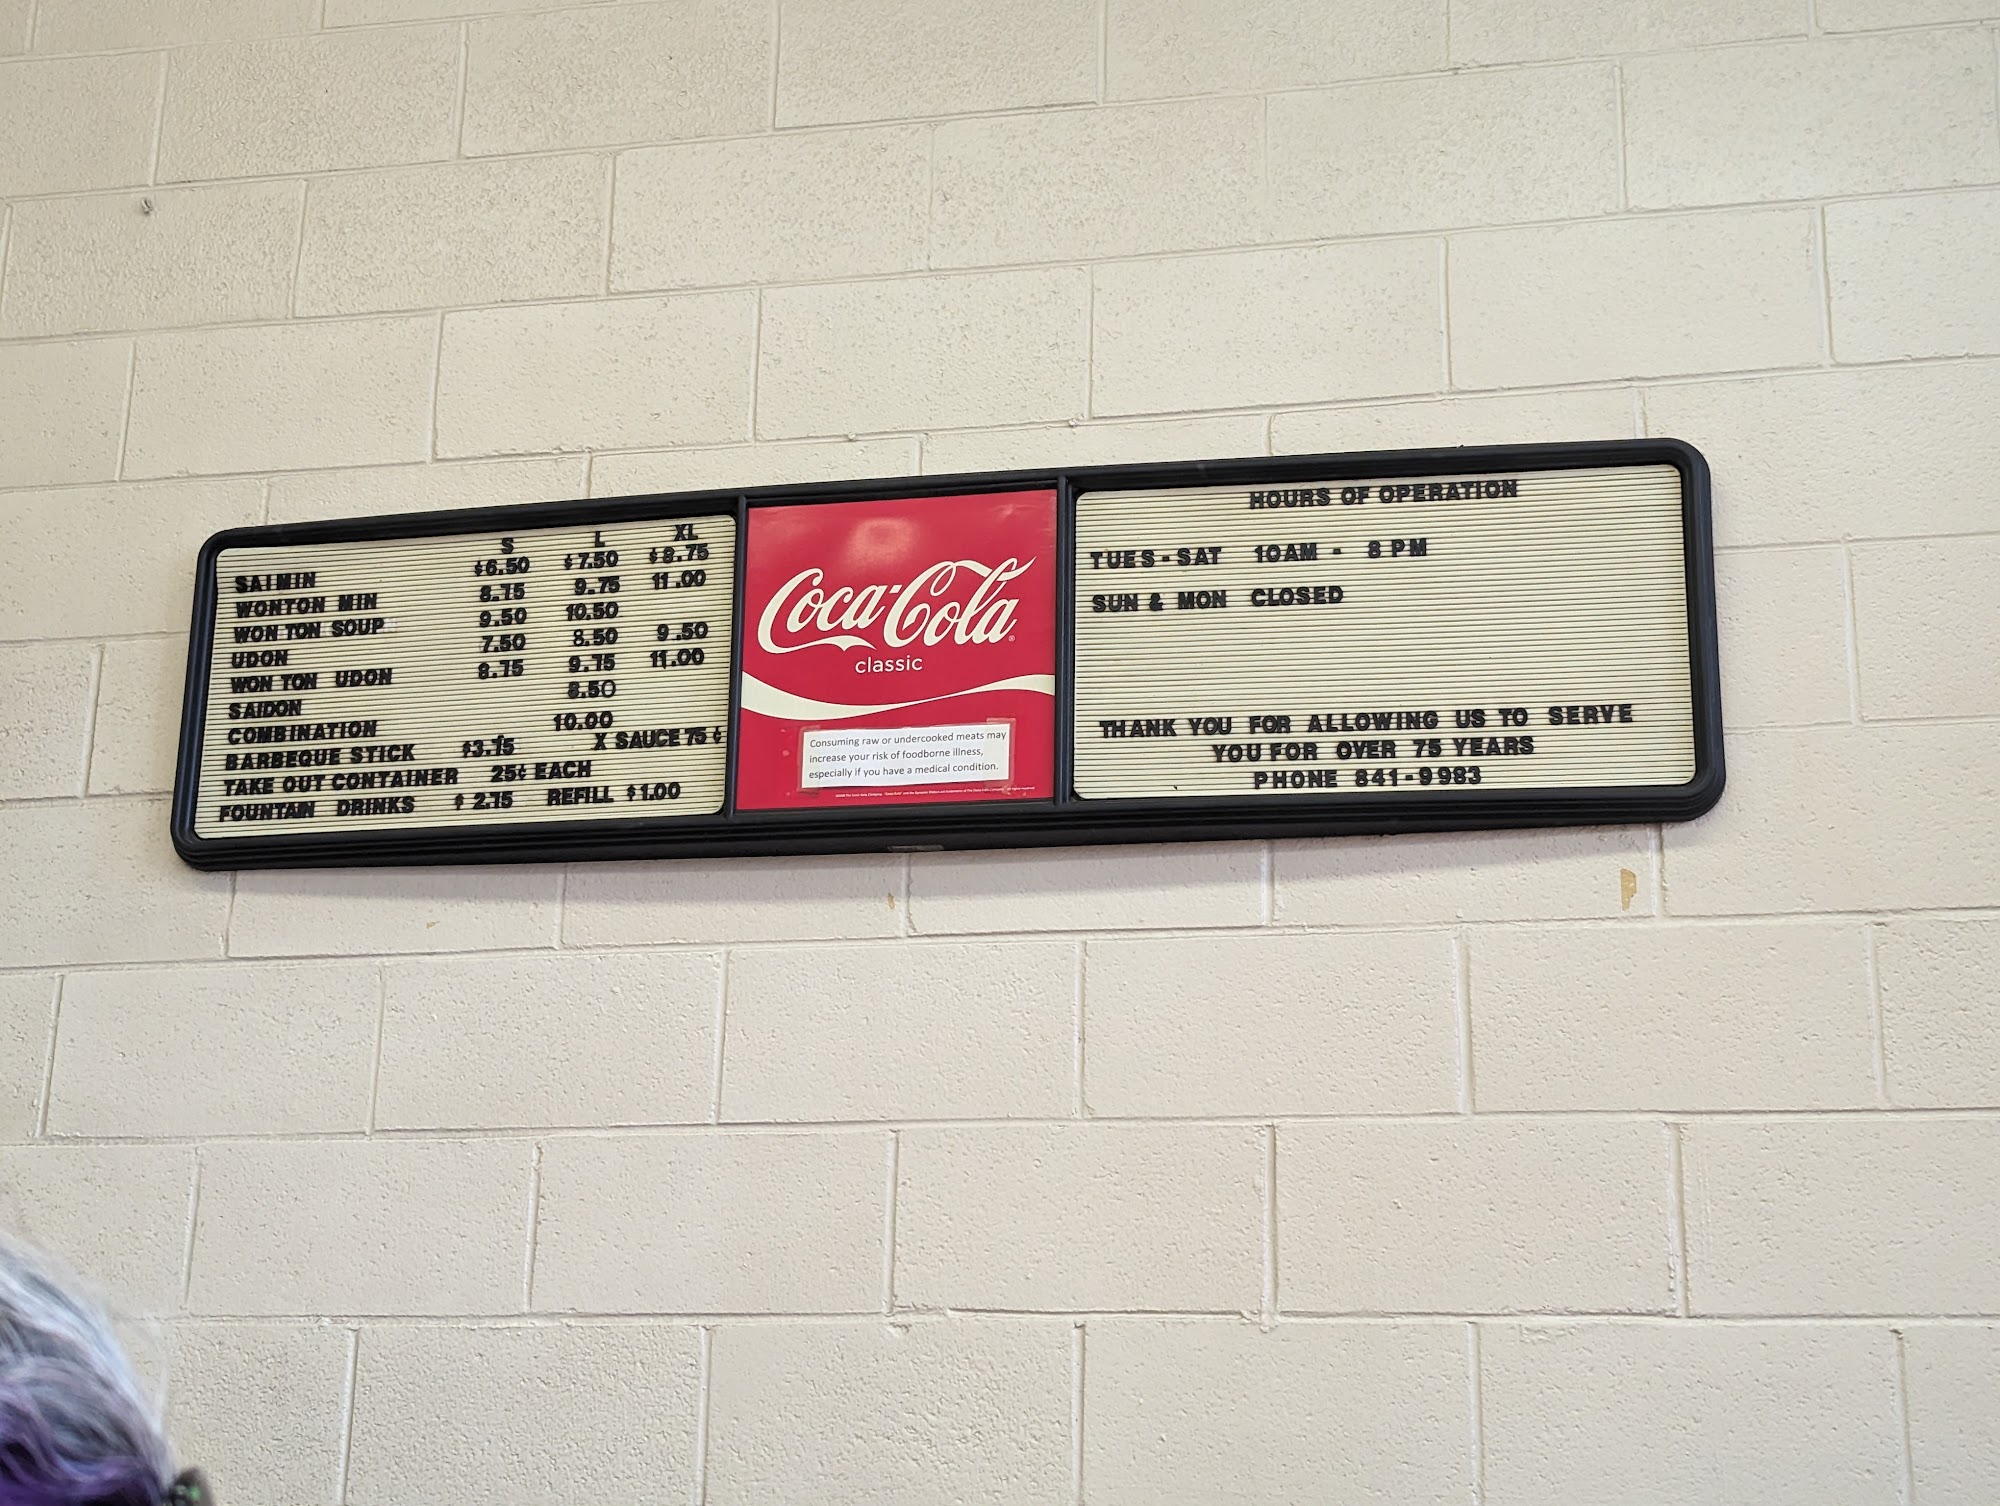 S L XL
SAIMIN $6.50 $7.50 $8.75
WONTON MIN 8.75 9.75 11.00
WON TON SOUP 9.50 10.50
UDON 7.50 8.50 9.50
WON TON UDON 8.75 9.75 11.00
SAIDON 8.50
COMBINATION 10.00
BARBEQUE STICK $3.75 X SAUCE 75¢
TAKE OUT CONTAINER 25¢ EACH
FOUNTAIN DRINKS $2.75 REFILL $1.00
Coca-Cola®
classic
Consuming raw or undercooked meats may
increase your risk of foodborne illness,
especially if you have a medical condition.
HOURS OF OPERATION
TUES-SAT 10AM - 8PM
SUN & MON CLOSED
THANK YOU FOR ALLOWING US TO SERVE
YOU FOR OVER 75 YEARS
PHONE 841-9983